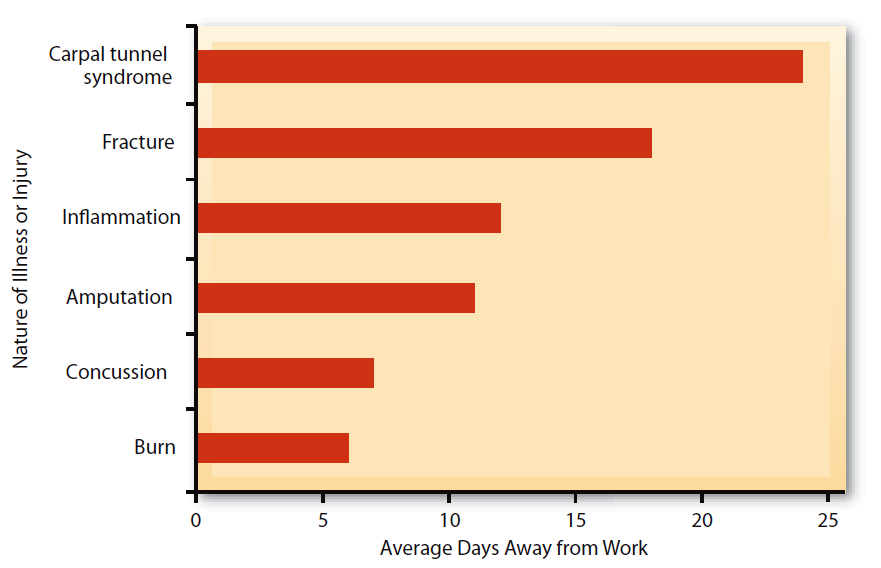 Carpal tunnel
syndrome
Fracture
Inflammation
Amputation
Concussion
Burn
Nature of Illness or Injury
0 5 10 15 20 25
Average Days Away from Work